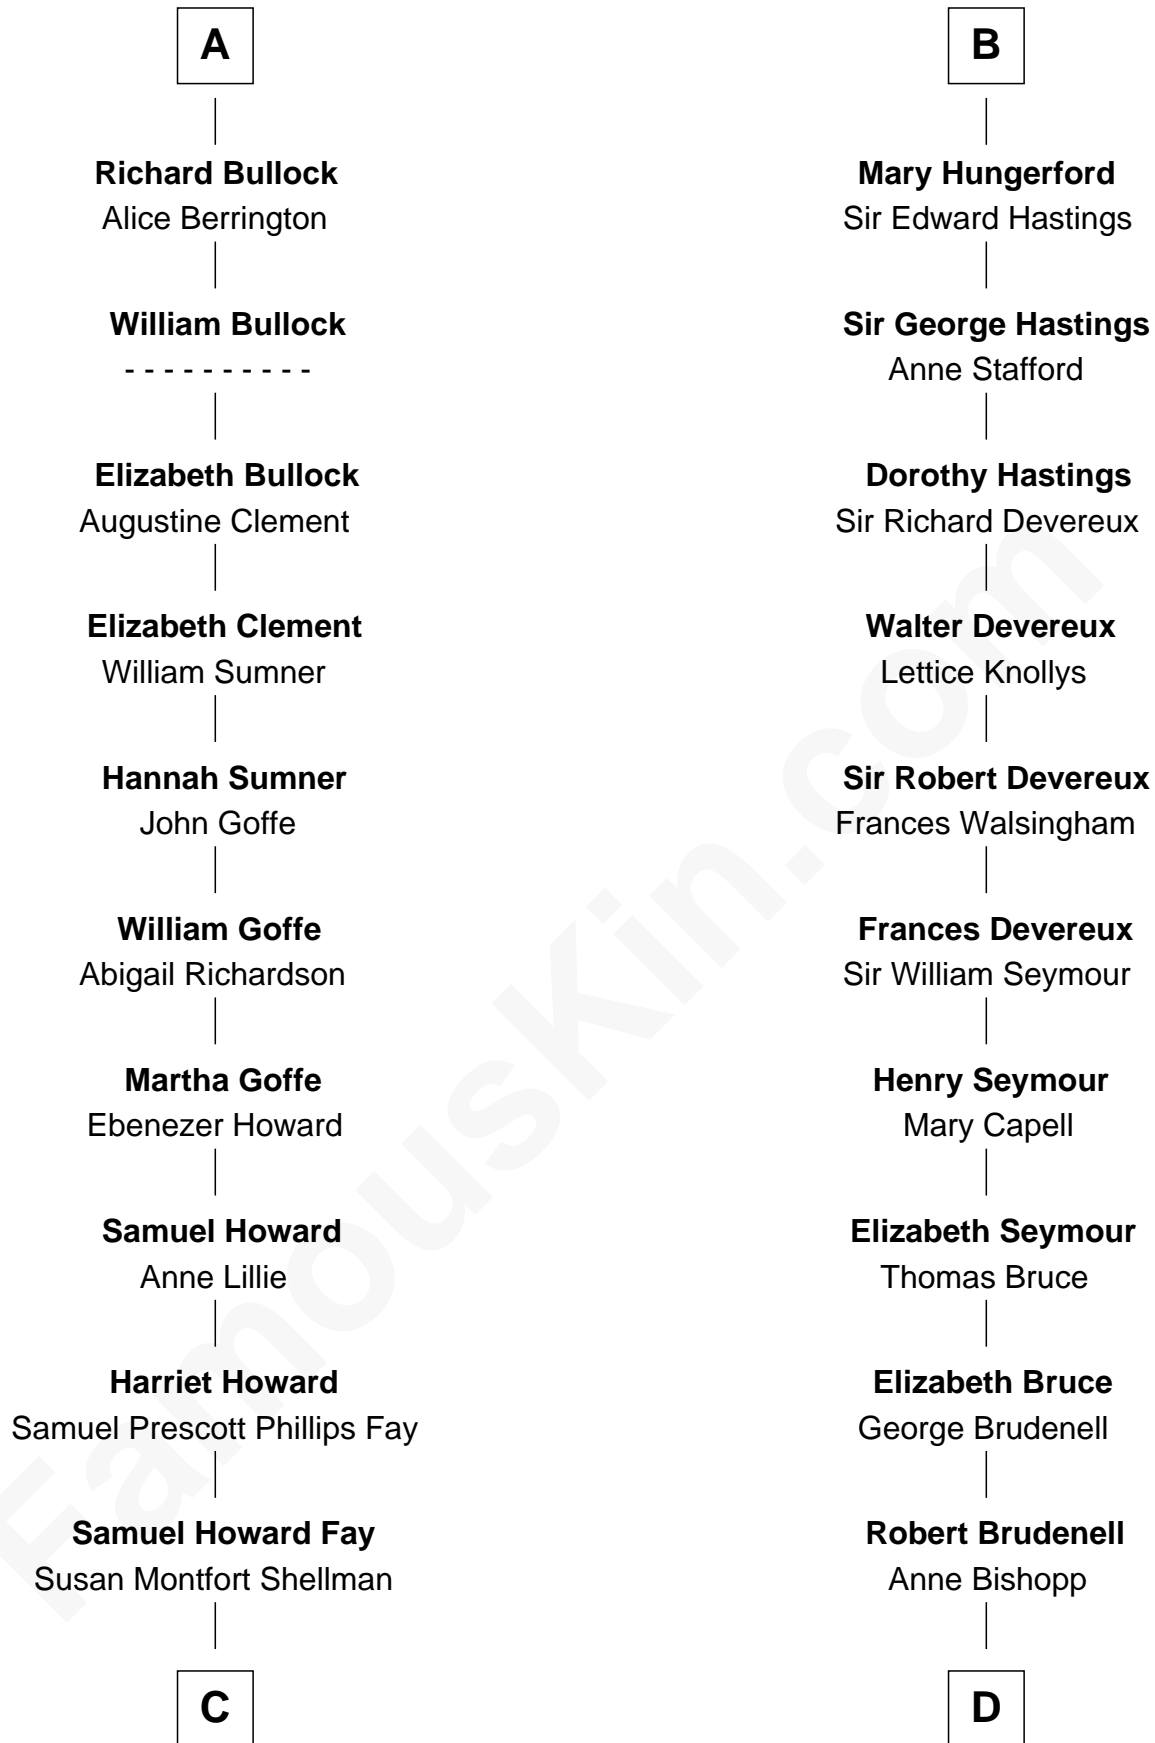 A
Richard Bullock
Alice Berrington
William Bullock
- - - - - - - - - -
Elizabeth Bullock
Augustine Clement
Elizabeth Clement
William Sumner
Hannah Sumner
John Goffe
William Goffe
Abigail Richardson
Martha Goffe
Ebenezer Howard
Samuel Howard
Anne Lillie
Harriet Howard
Samuel Prescott Phillips Fay
Samuel Howard Fay
Susan Montfort Shellman
C
B
Mary Hungerford
Sir Edward Hastings
Sir George Hastings
Anne Stafford
Dorothy Hastings
Sir Richard Devereux
Walter Devereux
Lettice Knollys
Sir Robert Devereux
Frances Walsingham
Frances Devereux
Sir William Seymour
Henry Seymour
Mary Capell
Elizabeth Seymour
Thomas Bruce
Elizabeth Bruce
George Brudenell
Robert Brudenell
Anne Bishopp
D
FamousKin.com